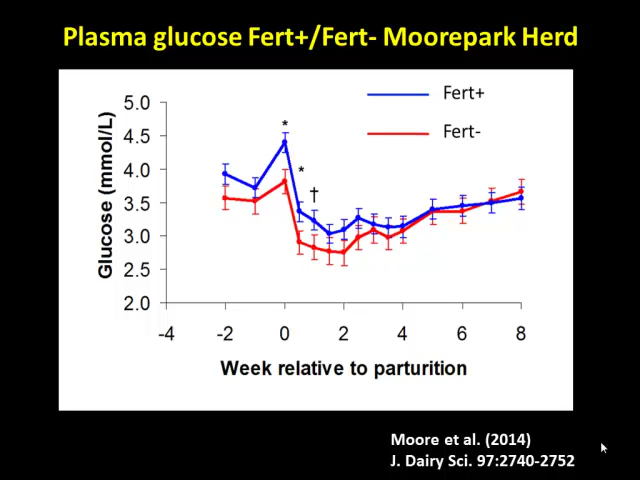 Plasma glucose Fert+/Fert- Moorepark Herd
Fert+
Fert-
Glucose (mmol/L)
5.0
4.5
4.0
3.5
3.0
2.5
2.0
*
*
†
-4 -2 0 2 4 6 8
Week relative to parturition
Moore et al. (2014)
J. Dairy Sci. 97:2740-2752